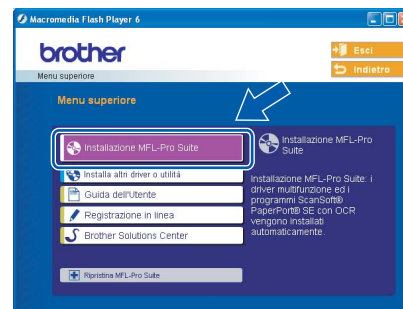 Macromedia Flash Player 6
brother
Esci
Indietro
Menu superiore
Menu superiore
Installazione MFL-Pro Suite
Installa altri driver o utilità
Guida dell'Utente
Registrazione in linea
Brother Solutions Center
Ripristina MFL-Pro Suite
Installazione MFL-Pro
Suite
Installazione MFL-Pro Suite: i
driver multifunzione ed i
programmi ScanSoft®
PaperPort® SE con OCR
vengono installati
automaticamente.